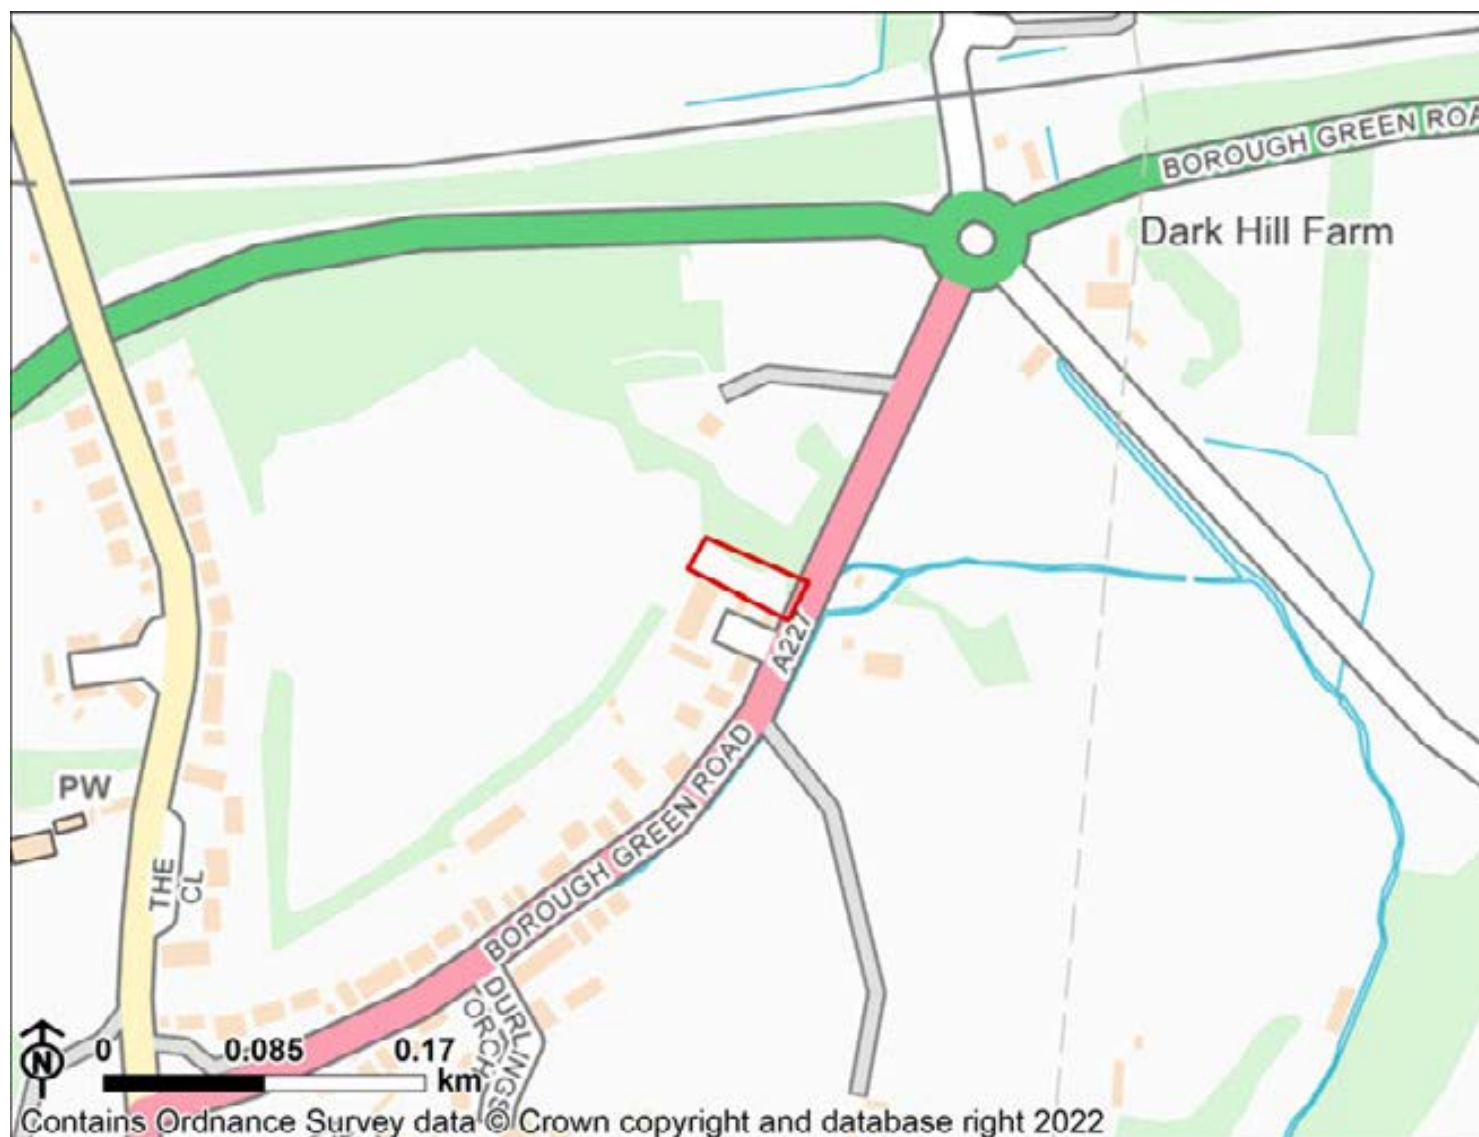 BOROUGH GREEN ROA
Dark Hill Farm
A227
BOROUGH GREEN ROAD
PW
THE
CL
DURLINGS
ORCH
N
0 0.085 0.17
km
Contains Ordnance Survey data © Crown copyright and database right 2022